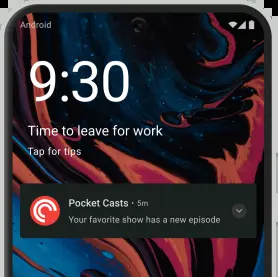 Android
9:30
Time to leave for work
Tap for tips
Pocket Casts • 5m
Your favorite show has a new episode